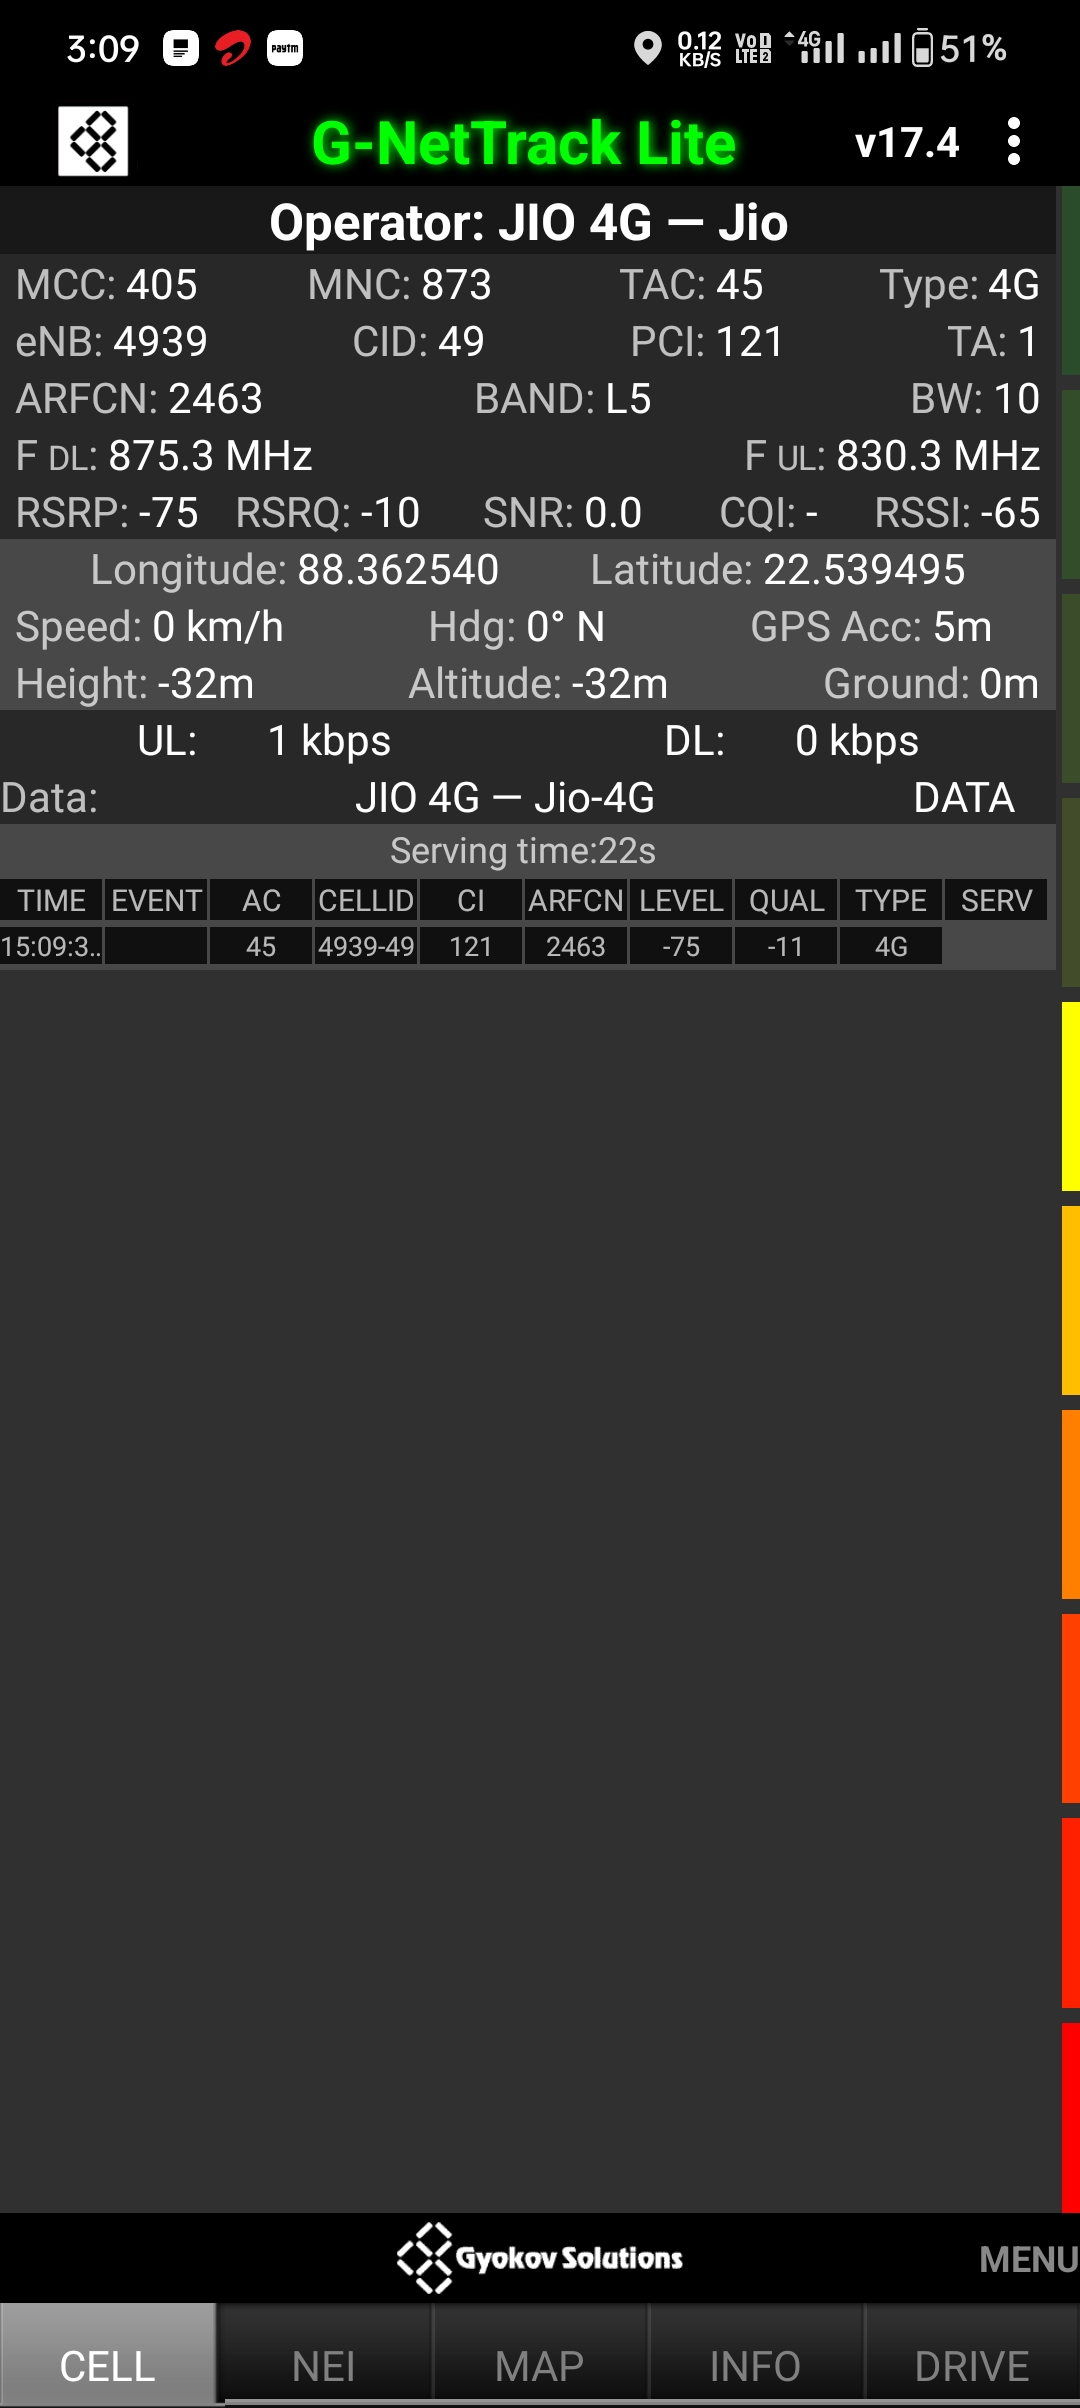 3:09 paytm 0.12 KB/S VoD LTE2 4G 51%
G-NetTrack Lite v17.4
Operator: JIO 4G — Jio
MCC: 405 MNC: 873 TAC: 45 Type: 4G
eNB: 4939 CID: 49 PCI: 121 TA: 1
ARFCN: 2463 BAND: L5 BW: 10
F DL: 875.3 MHz F UL: 830.3 MHz
RSRP: -75 RSRQ: -10 SNR: 0.0 CQI: - RSSI: -65
Longitude: 88.362540 Latitude: 22.539495
Speed: 0 km/h Hdg: 0° N GPS Acc: 5m
Height: -32m Altitude: -32m Ground: 0m
UL: 1 kbps DL: 0 kbps
Data: JIO 4G — Jio-4G DATA
Serving time:22s
TIME EVENT AC CELLID CI ARFCN LEVEL QUAL TYPE SERV
15:09:3.. 45 4939-49 121 2463 -75 -11 4G
Gyokov Solutions MENU
CELL NEI MAP INFO DRIVE